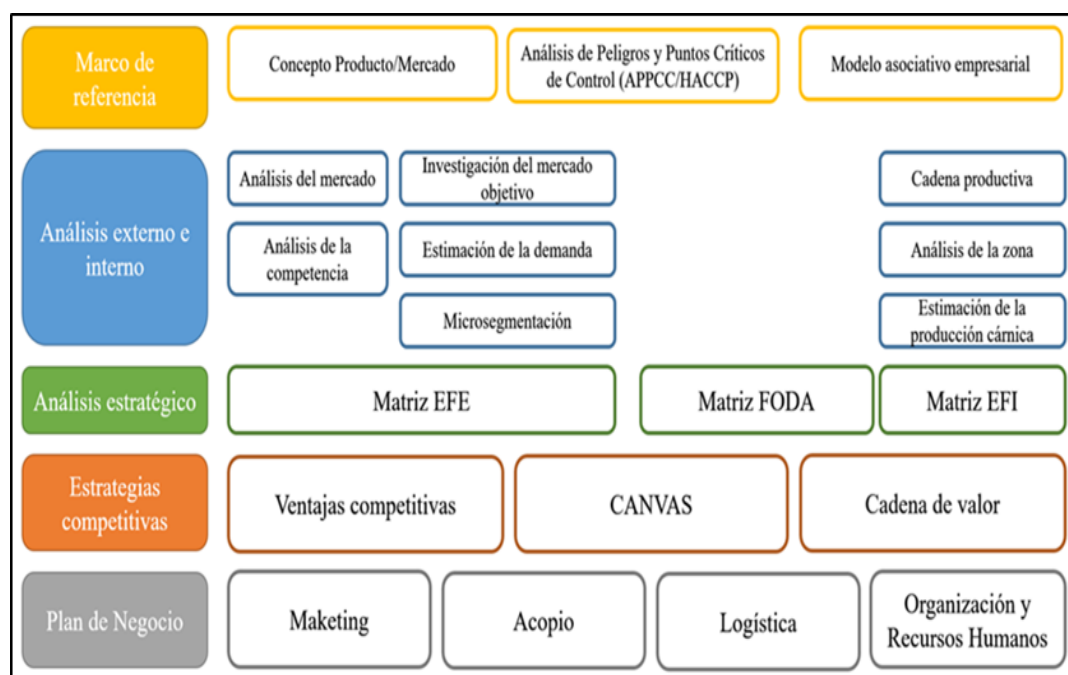 Marco de
referencia
Concepto Producto/Mercado
Análisis de Peligros y Puntos Críticos
de Control (APPCC/HACCP)
Modelo asociativo empresarial
Análisis externo e
interno
Análisis del mercado
Investigación del mercado
objetivo
Cadena productiva
Análisis de la
competencia
Estimación de la demanda
Análisis de la zona
Microsegmentación
Estimación de la
producción cárnica
Análisis estratégico
Matriz EFE
Matriz FODA
Matriz EFI
Estrategias
competitivas
Ventajas competitivas
CANVAS
Cadena de valor
Plan de Negocio
Maketing
Acopio
Logística
Organización y
Recursos Humanos